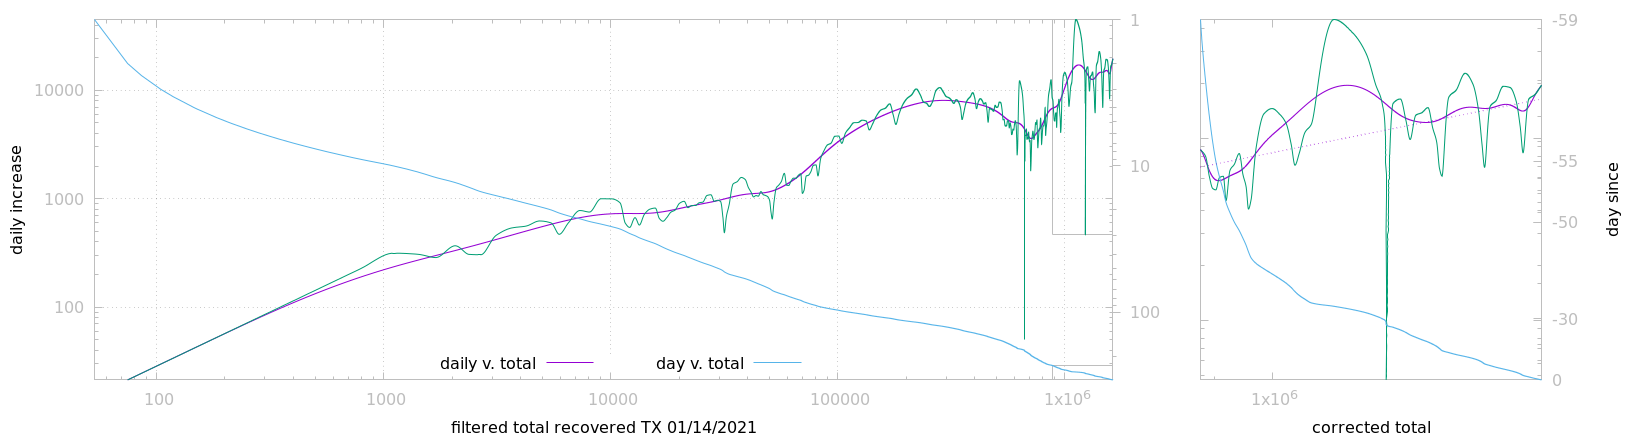 daily increase
10000
1000
100
100
1000
10000
100000
1x10⁶
1
10
100
daily v. total
day v. total
filtered total recovered TX 01/14/2021
-59
-55
-50
-30
0
day since
1x10⁶
corrected total